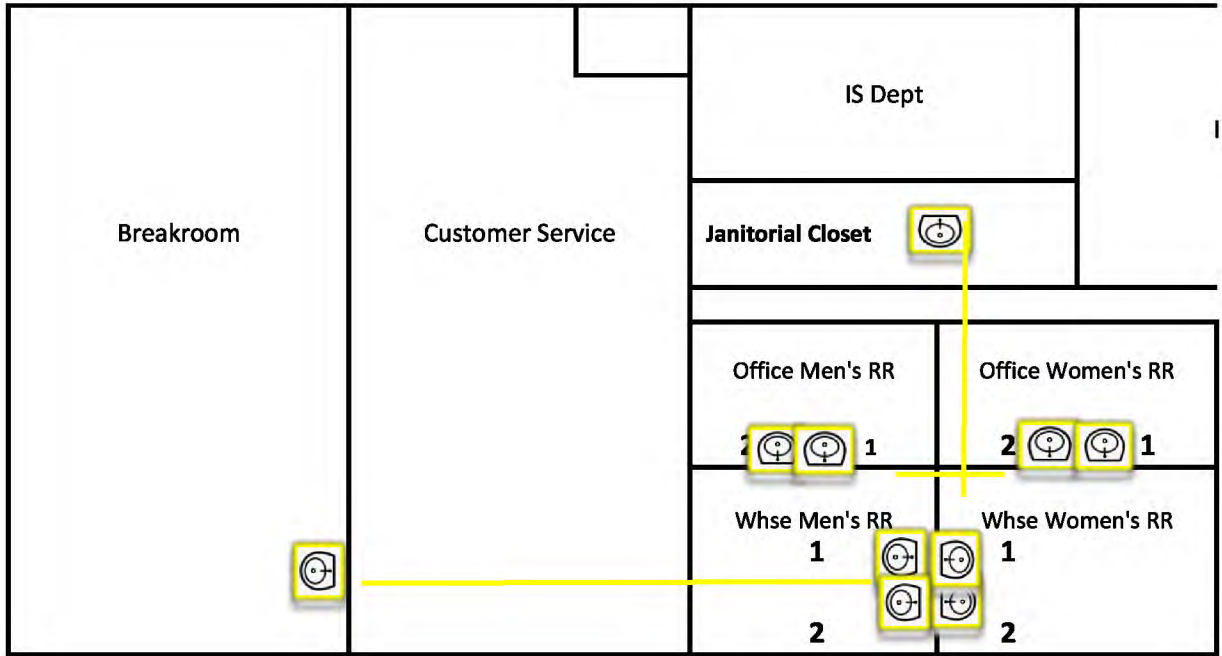 IS Dept
Breakroom
Customer Service
Janitorial Closet
Office Men's RR
Office Women's RR
2 1
2 1
Whse Men's RR
Whse Women's RR
1
1
2
2